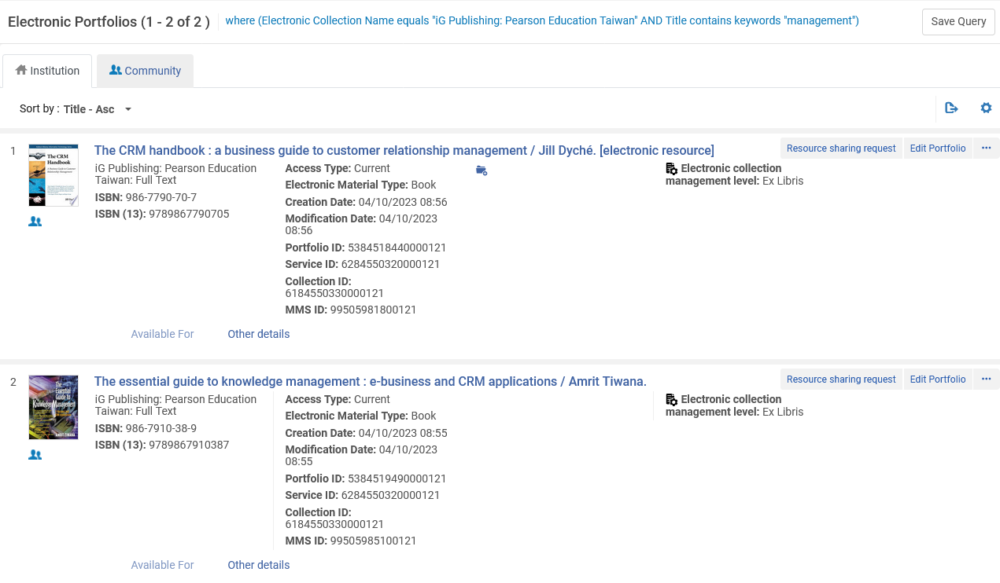 Electronic Portfolios (1 - 2 of 2 ) where (Electronic Collection Name equals "iG Publishing: Pearson Education Taiwan" AND Title contains keywords "management") Save Query
Institution Community
Sort by : Title - Asc
1 The CRM handbook : a business guide to customer relationship management / Jill Dyché. [electronic resource] Resource sharing request Edit Portfolio ...
The CRM
Handbook
iG Publishing: Pearson Education
Taiwan: Full Text
ISBN: 986-7790-70-7
ISBN (13): 9789867790705
Access Type: Current
Electronic Material Type: Book
Creation Date: 04/10/2023 08:56
Modification Date: 04/10/2023
08:56
Portfolio ID: 5384518440000121
Service ID: 6284550320000121
Collection ID:
6184550330000121
MMS ID: 99505981800121
Electronic collection
management level: Ex Libris
Available For Other details
2 The essential guide to knowledge management : e-business and CRM applications / Amrit Tiwana. Resource sharing request Edit Portfolio ...
The Essential
Guide to
Knowledge Management
AMRIT TIWANA
iG Publishing: Pearson Education
Taiwan: Full Text
ISBN: 986-7910-38-9
ISBN (13): 9789867910387
Access Type: Current
Electronic Material Type: Book
Creation Date: 04/10/2023 08:55
Modification Date: 04/10/2023
08:55
Portfolio ID: 5384519490000121
Service ID: 6284550320000121
Collection ID:
6184550330000121
MMS ID: 99505985100121
Electronic collection
management level: Ex Libris
Available For Other details